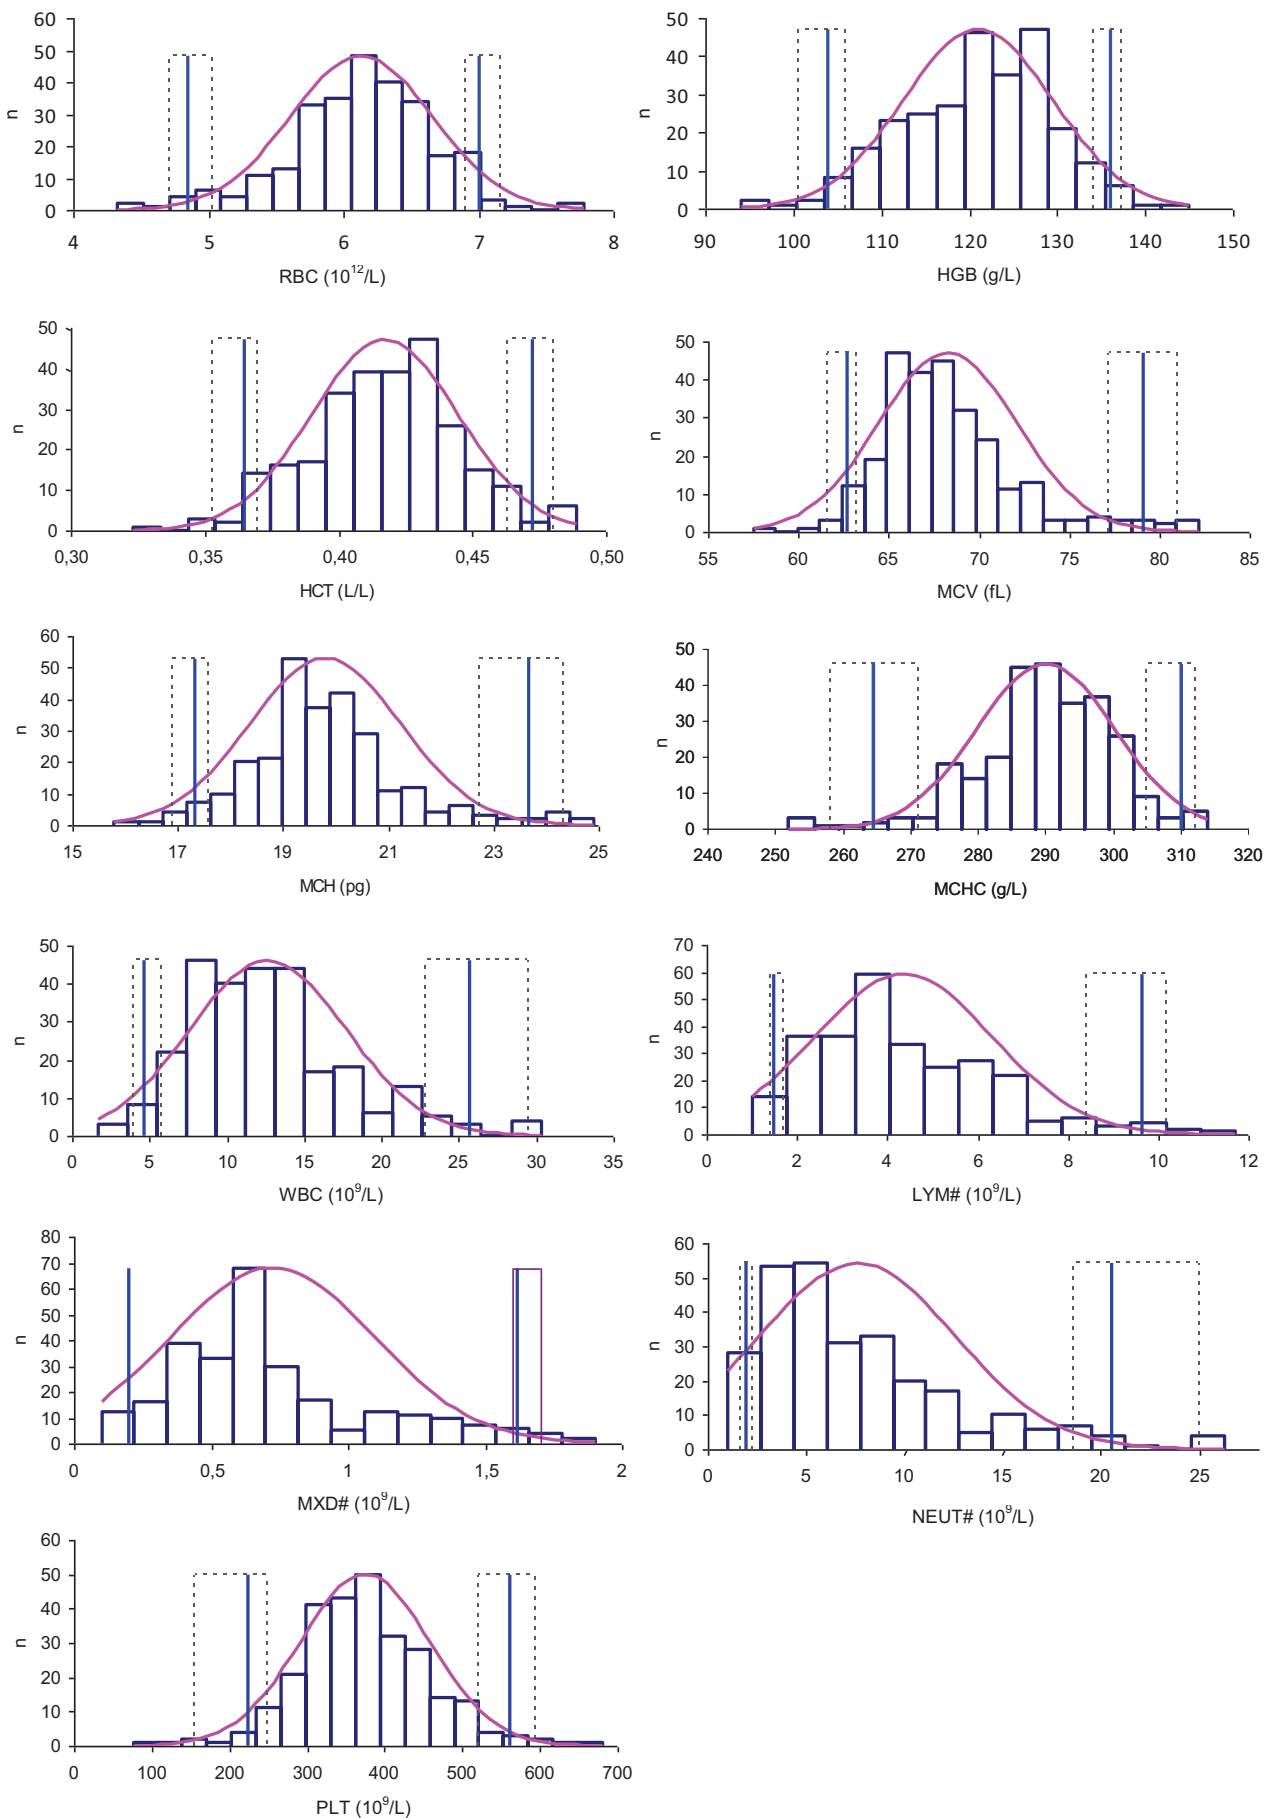 60
50
40
30
20
10
0
n
4 5 6 7 8
RBC (10¹²/L)
50
40
30
20
10
0
n
90 100 110 120 130 140 150
HGB (g/L)
50
40
30
20
10
0
n
0,30 0,35 0,40 0,45 0,50
HCT (L/L)
50
40
30
20
10
0
n
55 60 65 70 75 80 85
MCV (fL)
60
50
40
30
20
10
0
n
15 17 19 21 23 25
MCH (pg)
50
40
30
20
10
0
n
240 250 260 270 280 290 300 310 320
MCHC (g/L)
50
40
30
20
10
0
n
0 5 10 15 20 25 30 35
WBC (10⁹/L)
70
60
50
40
30
20
10
0
n
0 2 4 6 8 10 12
LYM# (10⁹/L)
80
70
60
50
40
30
20
10
0
n
0 0,5 1 1,5 2
MXD# (10⁹/L)
60
50
40
30
20
10
0
n
0 5 10 15 20 25
NEUT# (10⁹/L)
60
50
40
30
20
10
0
n
0 100 200 300 400 500 600 700
PLT (10⁹/L)